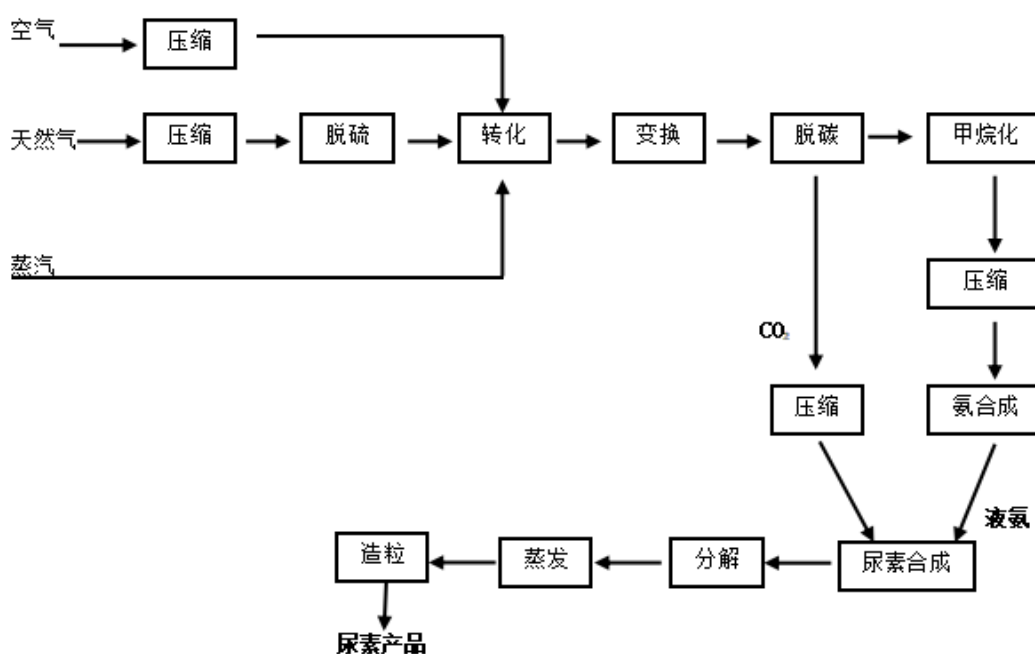 空气
压缩
天然气
压缩
脱硫
转化
变换
脱碳
甲烷化
蒸汽
压缩
CO₂
压缩
氨合成
液氨
造粒
蒸发
分解
尿素合成
尿素产品